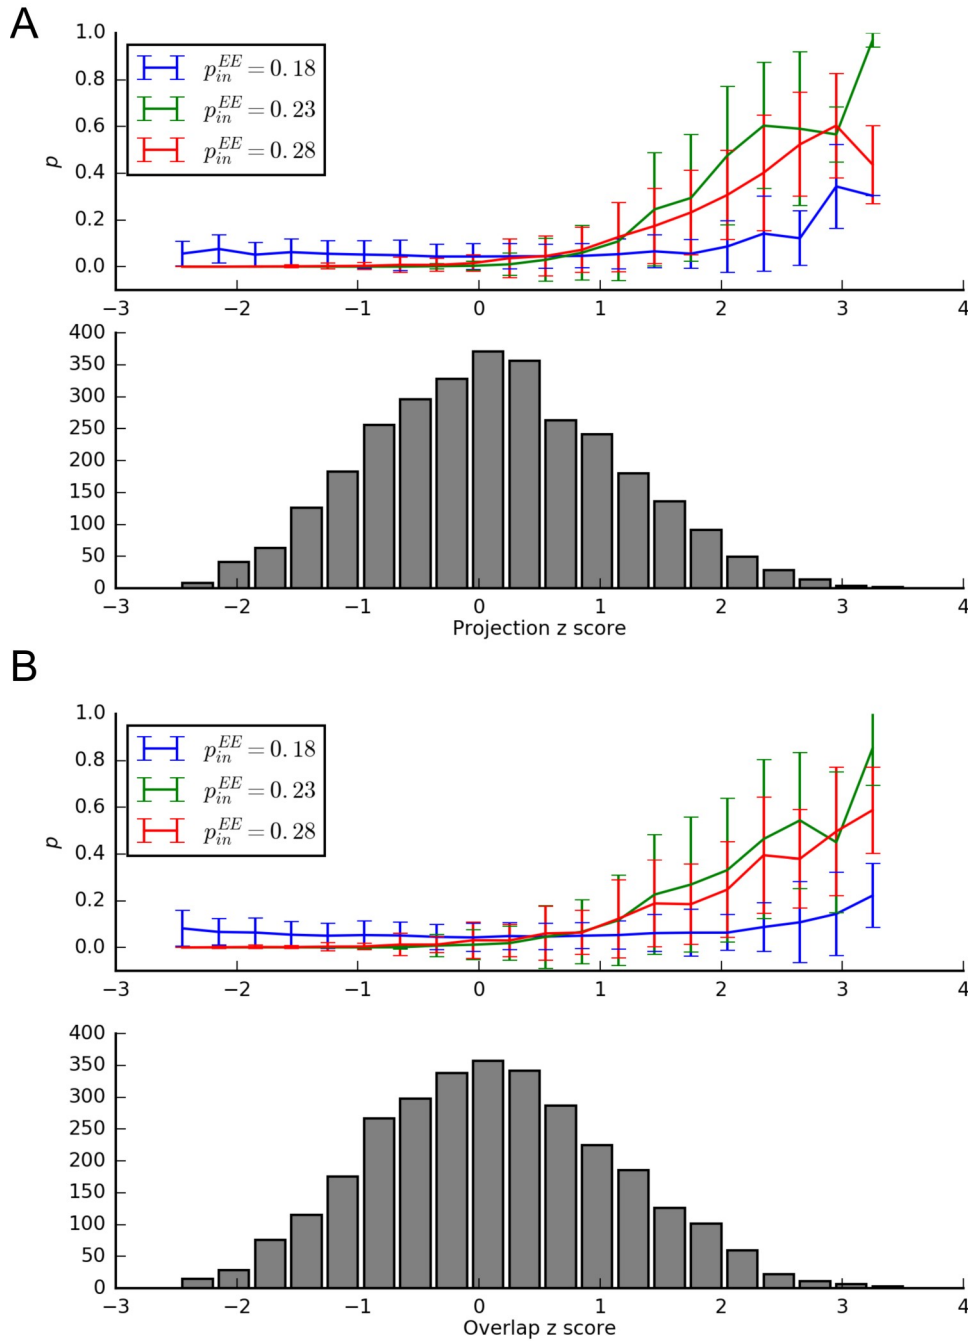 A
1.0
0.8
0.6
0.4
0.2
0.0
p
p_in^EE = 0.18
p_in^EE = 0.23
p_in^EE = 0.28
−3 −2 −1 0 1 2 3 4
400
350
300
250
200
150
100
50
0
−3 −2 −1 0 1 2 3 4
Projection z score
B
1.0
0.8
0.6
0.4
0.2
0.0
p
p_in^EE = 0.18
p_in^EE = 0.23
p_in^EE = 0.28
−3 −2 −1 0 1 2 3 4
400
350
300
250
200
150
100
50
0
−3 −2 −1 0 1 2 3 4
Overlap z score